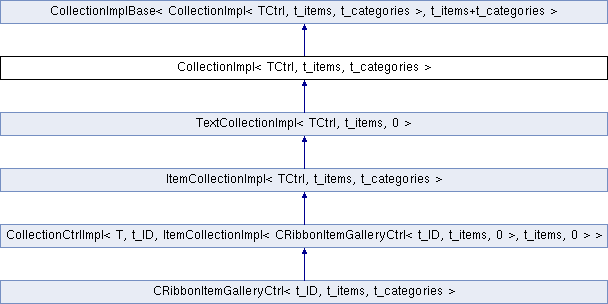 CollectionImplBase< CollectionImpl< TCtrl, t_items, t_categories >, t_items+t_categories >
CollectionImpl< TCtrl, t_items, t_categories >
TextCollectionImpl< TCtrl, t_items, 0 >
ItemCollectionImpl< TCtrl, t_items, t_categories >
CollectionCtrlImpl< T, t_ID, ItemCollectionImpl< CRibbonItemGalleryCtrl< t_ID, t_items, 0 >, t_items, 0 > >
CRibbonItemGalleryCtrl< t_ID, t_items, t_categories >